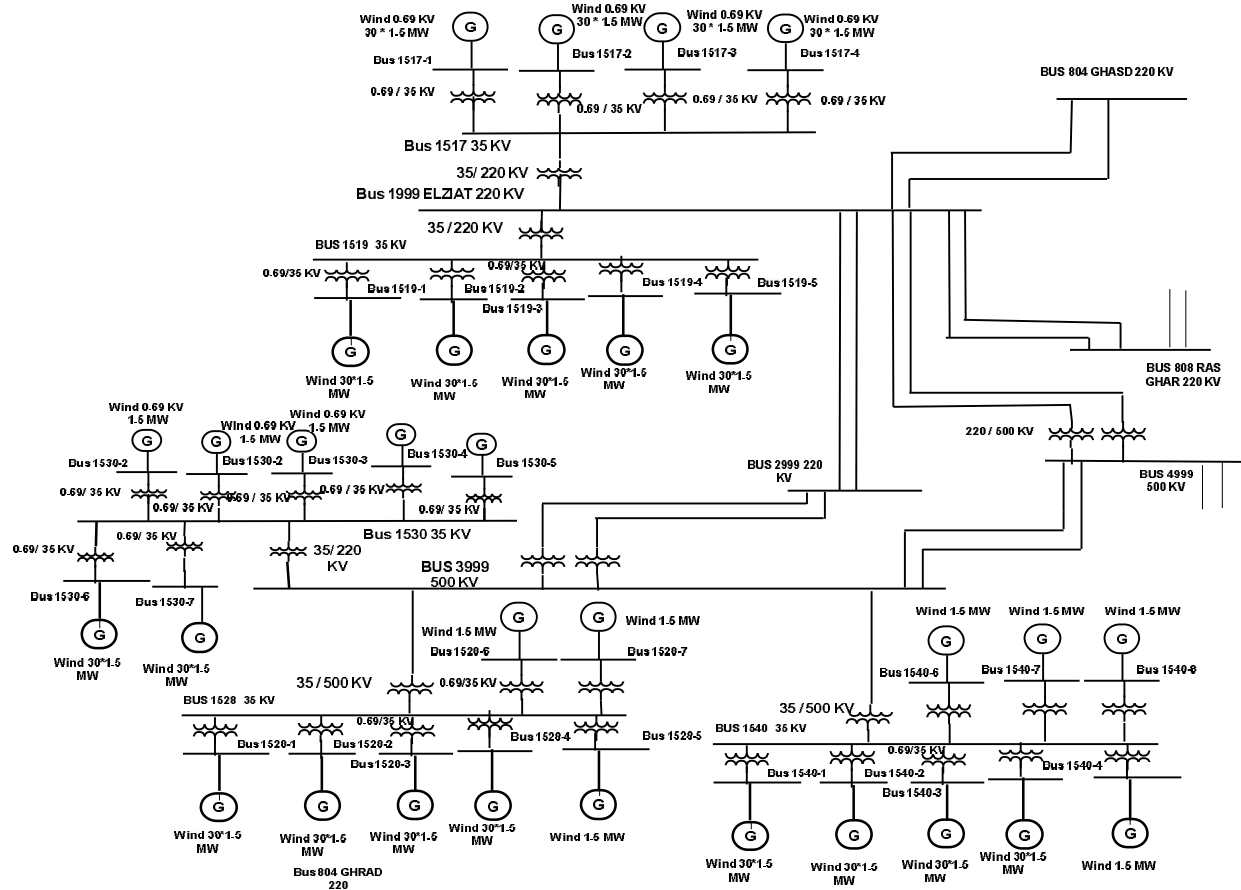 Wind 0.69 KV
30 * 1.5 MW
Wind 0.69 KV
30 * 1.5 MW
Wind 0.69 KV
30 * 1.5 MW
Wind 0.69 KV
30 * 1.5 MW
G
G
G
G
Bus 1517-1
Bus 1517-2
Bus 1517-3
Bus 1517-4
BUS 804 GHASD 220 KV
0.69 / 35 KV
0.69 / 35 KV
0.69 / 35 KV
0.69 / 35 KV
Bus 1517 35 KV
35/ 220 KV
Bus 1999 ELZIAT 220 KV
35 / 220 KV
BUS 1519 35 KV
0.69/35 KV
0.69/35 KV
Bus 1519-1
Bus 1519-2
Bus 1519-3
Bus 1519-4
Bus 1519-5
G
G
G
G
G
Wind 30*1.5
MW
Wind 30*1.5
MW
Wind 30*1.5
MW
Wind 30*1.5
MW
Wind 30*1.5
MW
BUS 808 RAS
GHAR 220 KV
220 / 500 KV
BUS 4999
500 KV
BUS 2999 220
KV
Wind 0.69 KV
1.5 MW
Wind 0.69 KV
1.5 MW
Wind 0.69 KV
1.5 MW
G
G
G
G
G
Bus 1530-2
Bus 1530-2
Bus 1530-3
Bus 1530-4
Bus 1530-5
0.69/ 35 KV
0.69 / 35 KV
0.69 / 35 KV
0.69/ 35 KV
Bus 1530 35 KV
0.69/ 35 KV
0.69/ 35 KV
35/ 220
KV
BUS 3999
500 KV
Bus 1530-6
Bus 1530-7
G
G
Wind 30*1.5
MW
Wind 30*1.5
MW
G
G
Wind 1.5 MW
Wind 1.5 MW
Bus 1528-6
Bus 1528-7
35 / 500 KV
0.69/35 KV
BUS 1528 35 KV
0.69/35 KV
Bus 1528-1
Bus 1528-2
Bus 1528-3
Bus 1528-4
Bus 1528-5
G
G
G
G
G
Wind 30*1.5
MW
Wind 30*1.5
MW
Wind 30*1.5
MW
Wind 30*1.5
MW
Wind 1.5 MW
Bus 804 GHRAD
220
Wind 1.5 MW
Wind 1.5 MW
Wind 1.5 MW
G
G
G
Bus 1540-6
Bus 1540-7
Bus 1540-8
35 / 500 KV
BUS 1540 35 KV
0.69/35 KV
Bus 1540-1
Bus 1540-2
Bus 1540-3
Bus 1540-4
G
G
G
G
G
Wind 30*1.5
MW
Wind 30*1.5
MW
Wind 30*1.5
MW
Wind 30*1.5
MW
Wind 1.5 MW